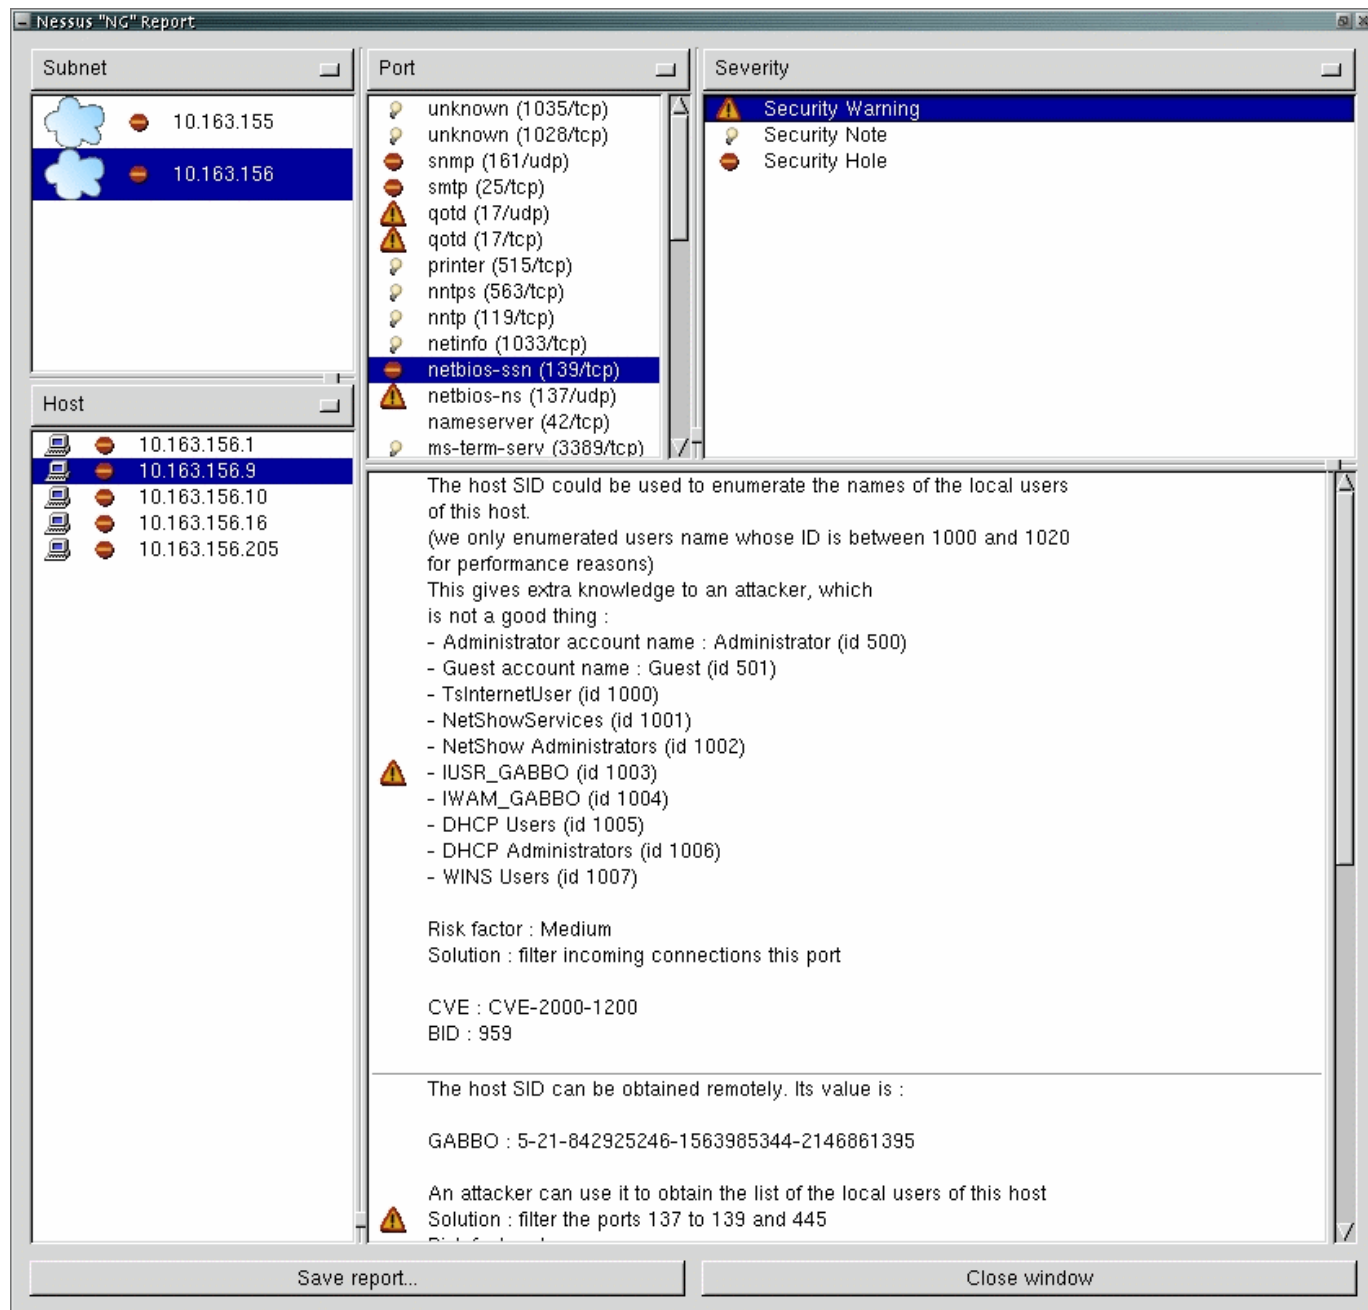 Nessus "NG" Report
Subnet
10.163.155
10.163.156
Host
10.163.156.1
10.163.156.9
10.163.156.10
10.163.156.16
10.163.156.205
Port
unknown (1035/tcp)
unknown (1028/tcp)
snmp (161/udp)
smtp (25/tcp)
qotd (17/udp)
qotd (17/tcp)
printer (515/tcp)
nntps (563/tcp)
nntp (119/tcp)
netinfo (1033/tcp)
netbios-ssn (139/tcp)
netbios-ns (137/udp)
nameserver (42/tcp)
ms-term-serv (3389/tcp)
Severity
Security Warning
Security Note
Security Hole
The host SID could be used to enumerate the names of the local users
of this host.
(we only enumerated users name whose ID is between 1000 and 1020
for performance reasons)
This gives extra knowledge to an attacker, which
is not a good thing :
- Administrator account name : Administrator (id 500)
- Guest account name : Guest (id 501)
- TsInternetUser (id 1000)
- NetShowServices (id 1001)
- NetShow Administrators (id 1002)
- IUSR_GABBO (id 1003)
- IWAM_GABBO (id 1004)
- DHCP Users (id 1005)
- DHCP Administrators (id 1006)
- WINS Users (id 1007)
Risk factor : Medium
Solution : filter incoming connections this port
CVE : CVE-2000-1200
BID : 959
The host SID can be obtained remotely. Its value is :
GABBO : 5-21-842925246-1563985344-2146861395
An attacker can use it to obtain the list of the local users of this host
Solution : filter the ports 137 to 139 and 445
Save report...
Close window